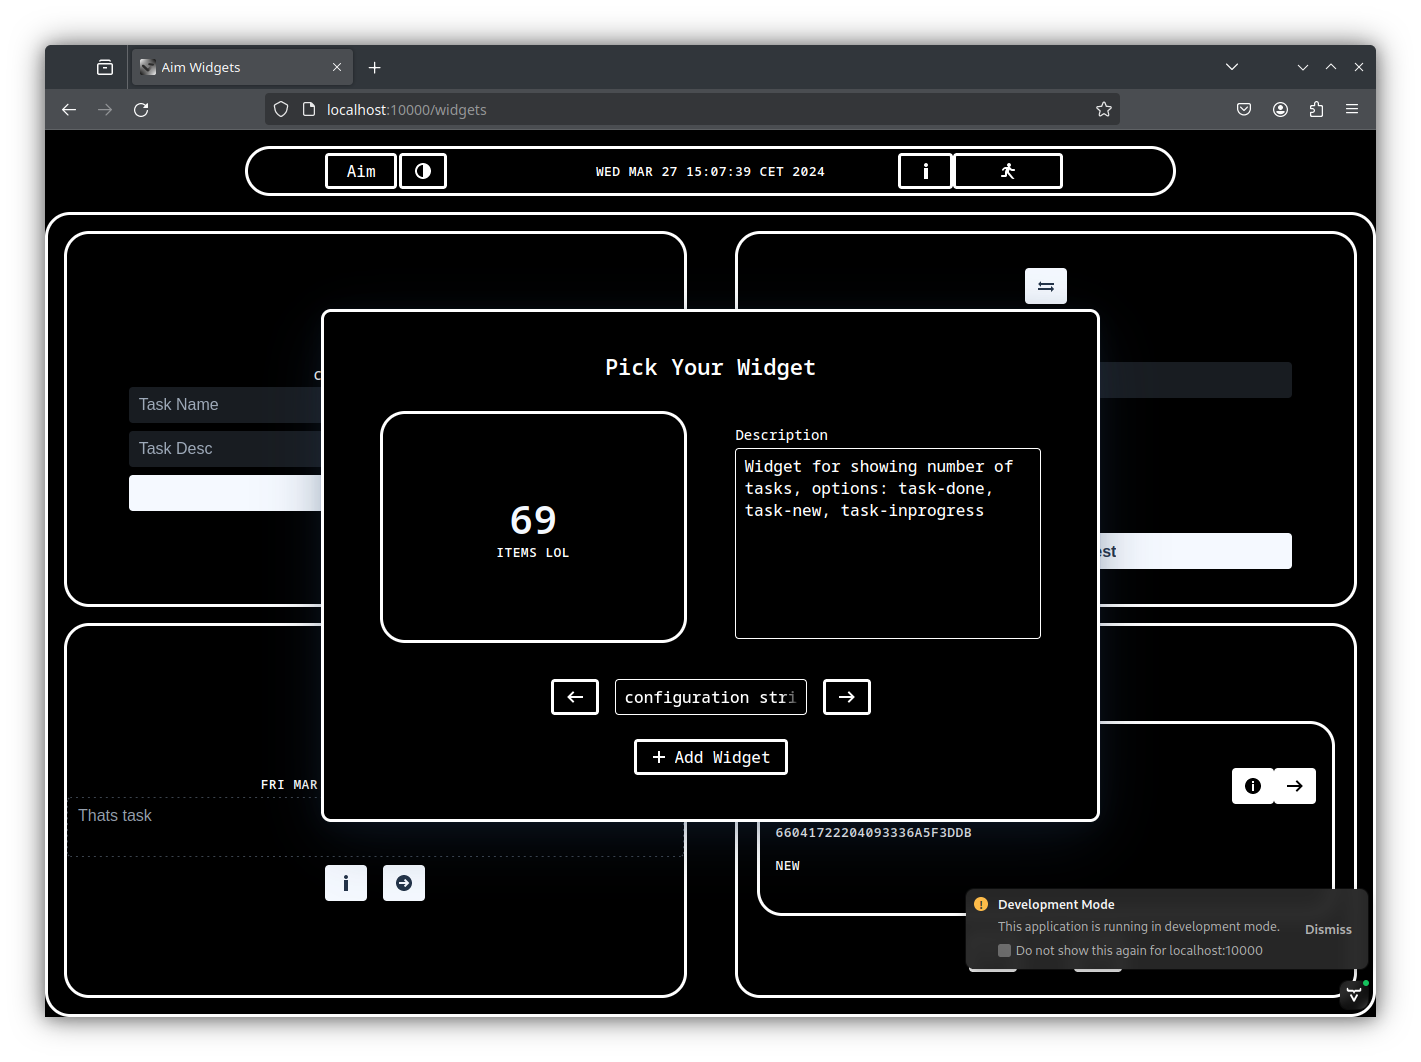 Aim Widgets
localhost:10000/widgets
Aim
WED MAR 27 15:07:39 CET 2024
Pick Your Widget
Task Name
Task Desc
69
ITEMS LOL
Description
Widget for showing number of
tasks, options: task-done,
task-new, task-inprogress
est
configuration stri
+ Add Widget
FRI MAR
Thats task
66041722204093336A5F3DDB
NEW
Development Mode
This application is running in development mode.
Dismiss
Do not show this again for localhost:10000